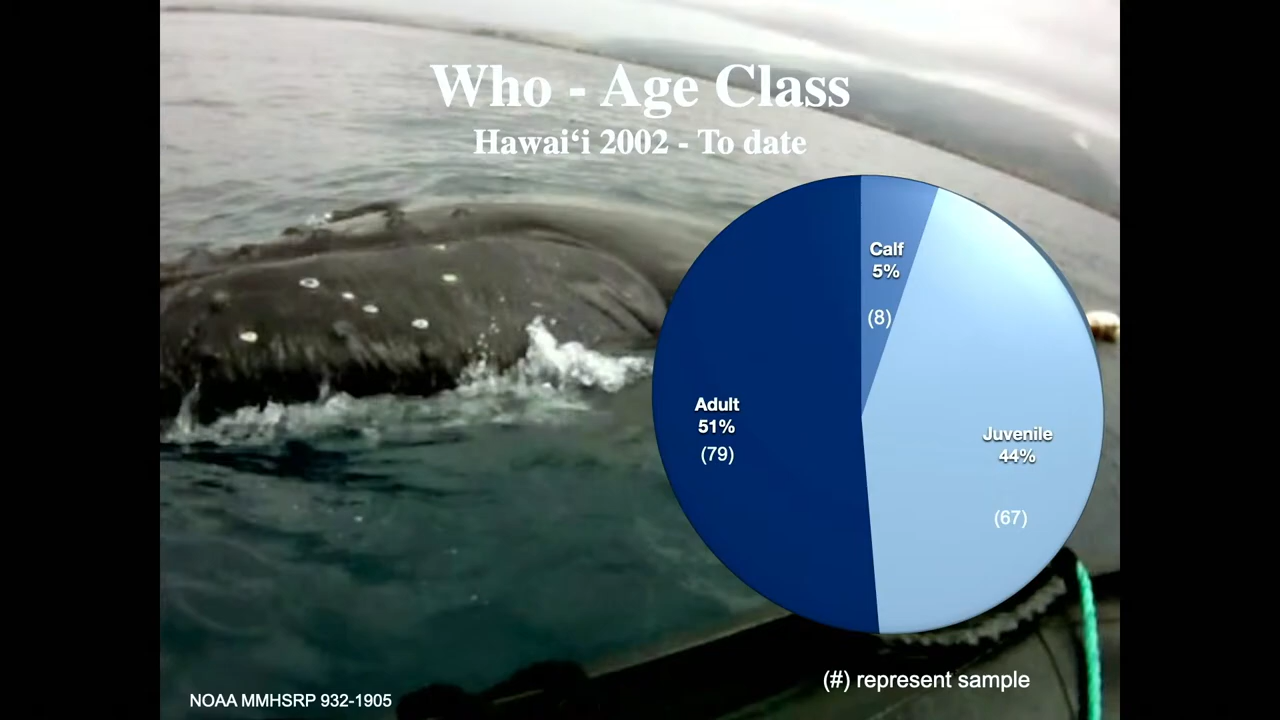 Who - Age Class
Hawai‘i 2002 - To date
Calf
5%
(8)
Adult
51%
(79)
Juvenile
44%
(67)
(#) represent sample
NOAA MMHSRP 932-1905